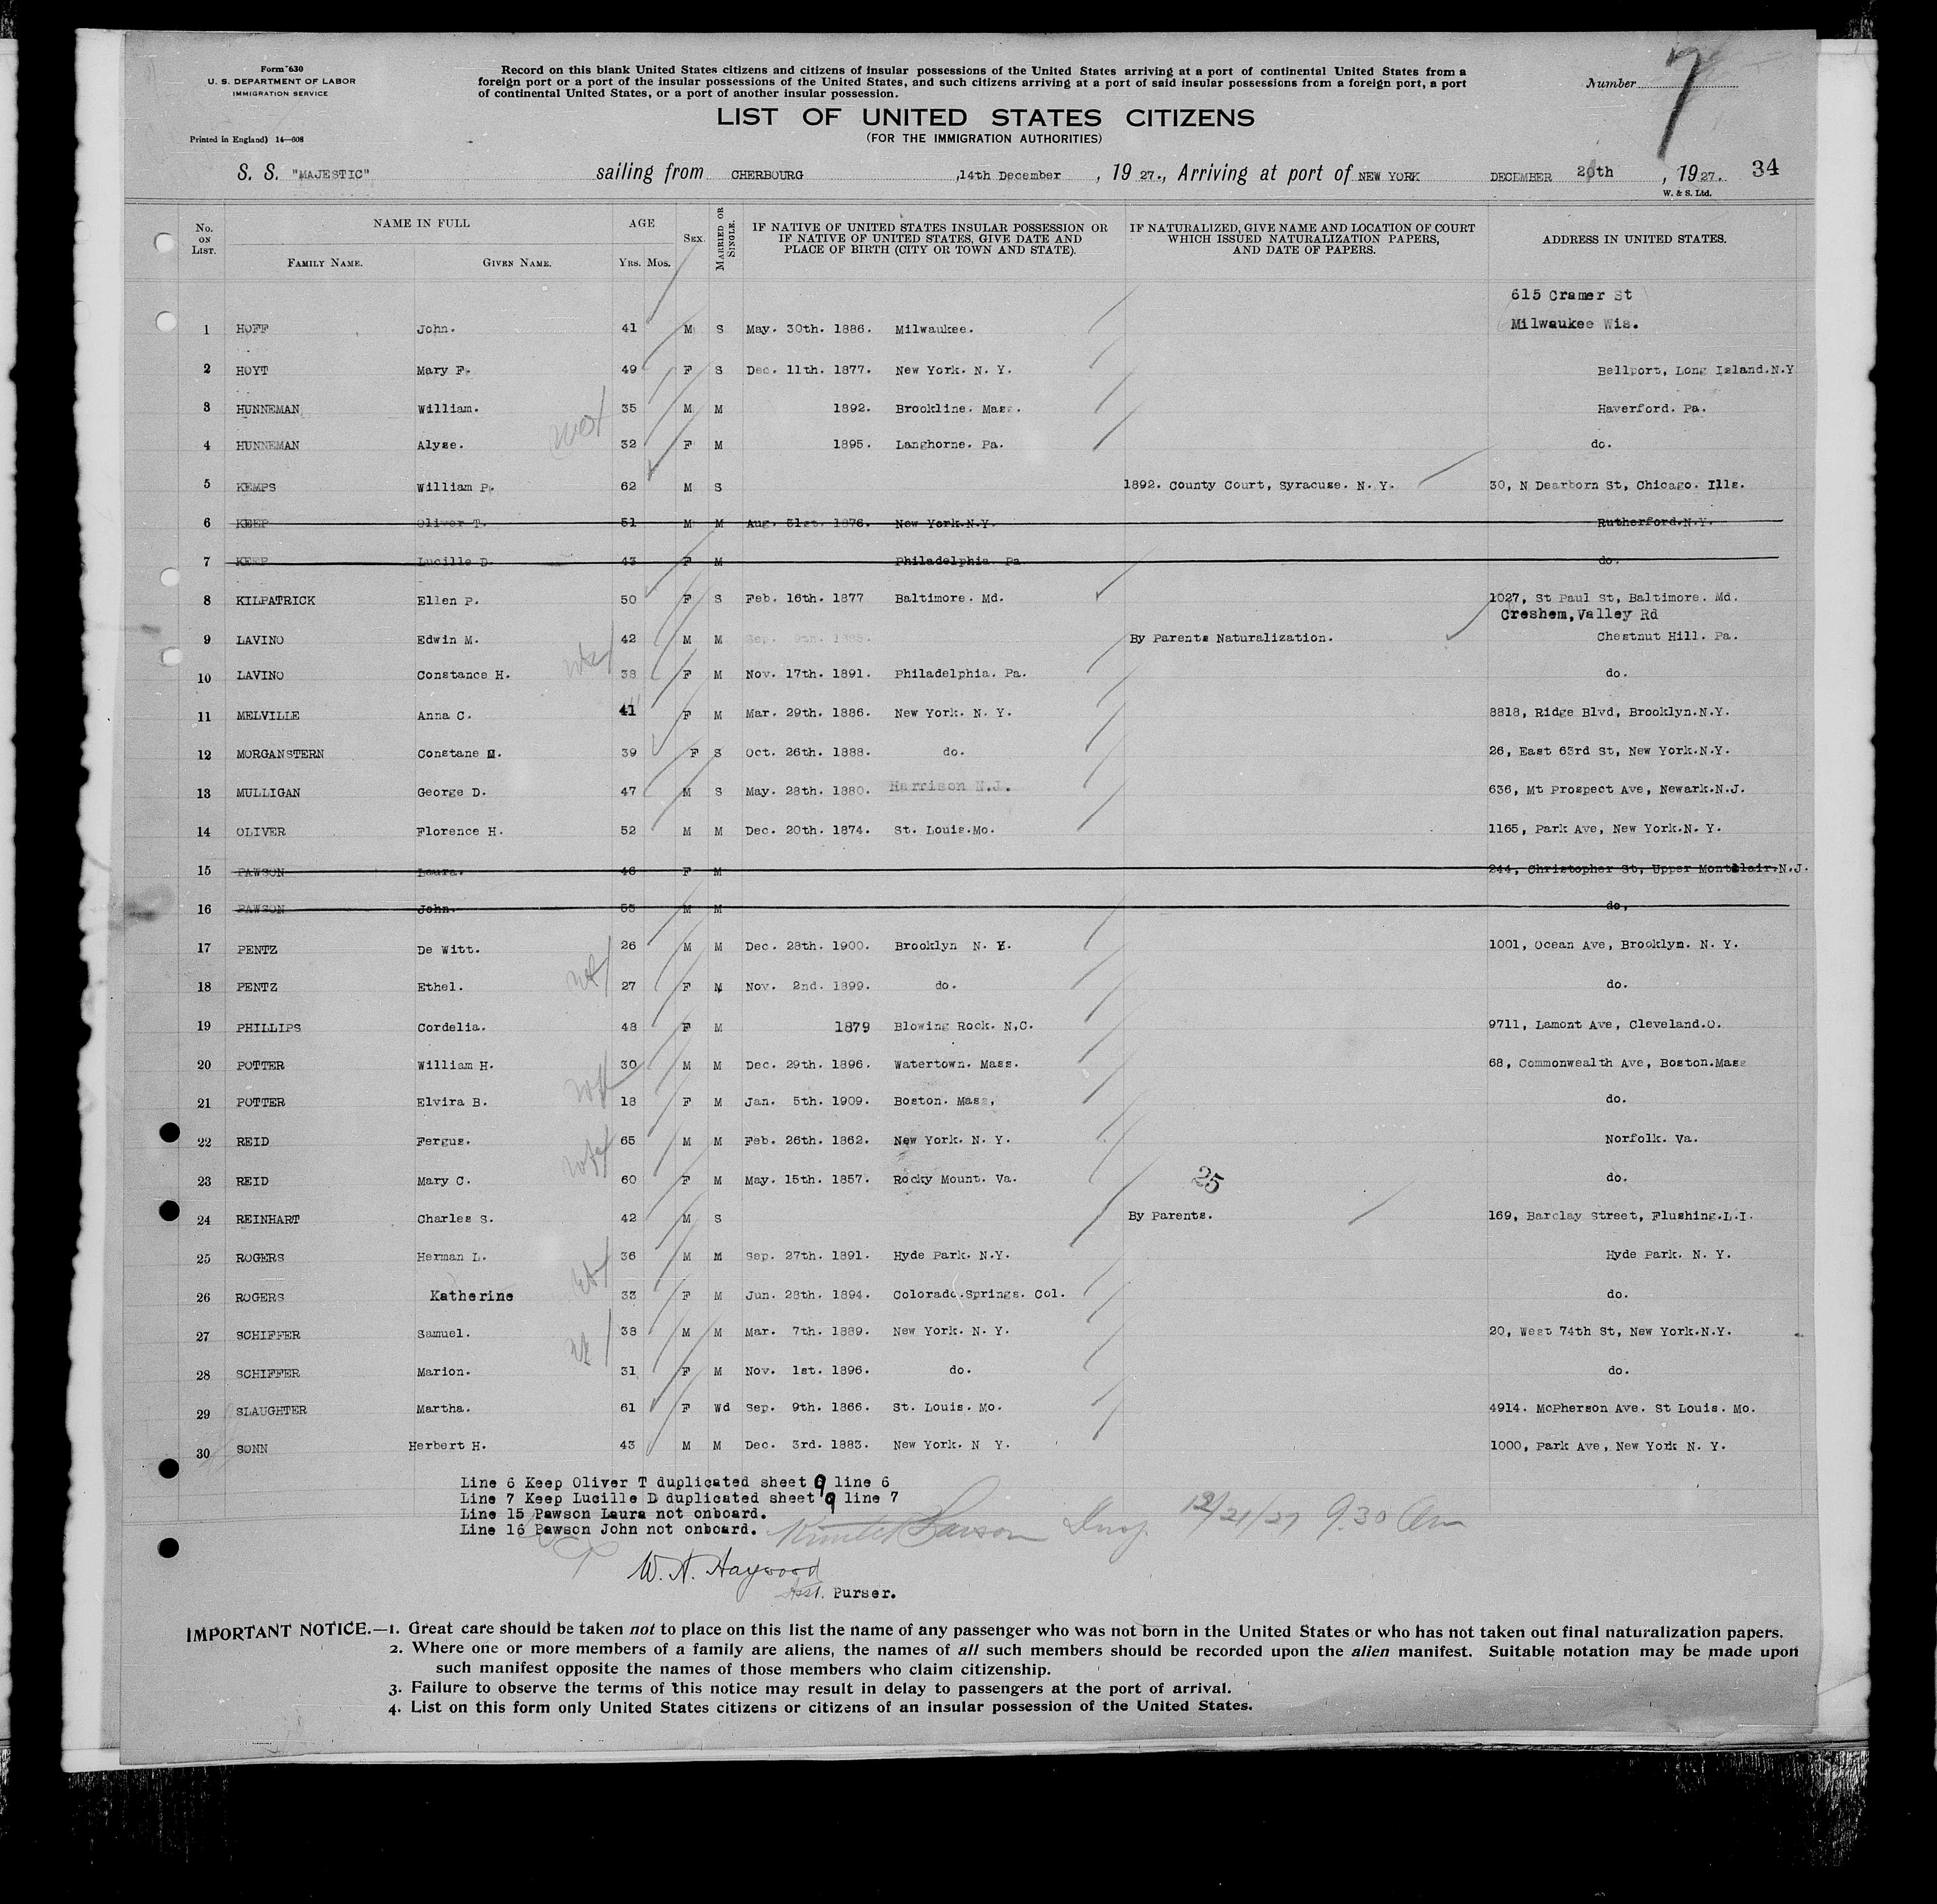 Form 630
U. S. DEPARTMENT OF LABOR
IMMIGRATION SERVICE
Printed in England) 14—608
Record on this blank United States citizens and citizens of insular possessions of the United States arriving at a port of continental United States from a
foreign port or a port of the insular possessions of the United States, and such citizens arriving at a port of said insular possessions from a foreign port, a port
of continental United States, or a port of another insular possession.
Number 7
LIST OF UNITED STATES CITIZENS
(FOR THE IMMIGRATION AUTHORITIES)
S. S. "MAJESTIC" sailing from CHERBOURG ,14th December , 19 27., Arriving at port of NEW YORK DECEMBER 20th , 19 27. 34
W. & S. Ltd.
No. ON LIST. NAME IN FULL FAMILY NAME. GIVEN NAME. AGE YRS. MOS. SEX. MARRIED OR SINGLE. IF NATIVE OF UNITED STATES INSULAR POSSESSION OR IF NATIVE OF UNITED STATES, GIVE DATE AND PLACE OF BIRTH (CITY OR TOWN AND STATE). IF NATURALIZED, GIVE NAME AND LOCATION OF COURT WHICH ISSUED NATURALIZATION PAPERS, AND DATE OF PAPERS. ADDRESS IN UNITED STATES.
615 Cramer St
1 HOFF John. 41 M S May. 30th. 1886. Milwaukee. Milwaukee Wis.
2 HOYT Mary F. 49 F S Dec. 11th. 1877. New York. N. Y. Bellport, Long Island.N.Y
3 HUNNEMAN William. 35 M M 1892. Brookline. Mass. Haverford. Pa.
4 HUNNEMAN Alyse. 32 F M 1895. Langhorne. Pa. do.
5 KEMPS William P. 62 M S 1892. County Court, Syracuse. N. Y. 30, N Dearborn St, Chicago. Ills.
6 KEEP Oliver T. 51 M M Aug. 31st. 1876. New York.N.Y. Rutherford.N.Y.
7 KEEP Lucille D. 43 F M Philadelphia. Pa do.
8 KILPATRICK Ellen P. 50 F S Feb. 16th. 1877 Baltimore. Md. 1027, St Paul St, Baltimore. Md.
Creshem, Valley Rd
9 LAVINO Edwin M. 42 M M Sep. 9th. 1885. By Parents Naturalization. Chestnut Hill. Pa.
10 LAVINO Constance H. 38 F M Nov. 17th. 1891. Philadelphia. Pa. do.
11 MELVILLE Anna C. 41 F M Mar. 29th. 1886. New York. N. Y. 8818, Ridge Blvd, Brooklyn.N.Y.
12 MORGANSTERN Constane M. 39 F S Oct. 26th. 1888. do. 26, East 63rd St, New York.N.Y.
13 MULLIGAN George D. 47 M S May. 28th. 1880. Harrison N.J. 636, Mt Prospect Ave, Newark.N.J.
14 OLIVER Florence H. 52 M M Dec. 20th. 1874. St. Louis.Mo. 1165, Park Ave, New York.N. Y.
15 PAWSON Laura. 46 F M 244, Christopher St, Upper Montclair.N.J.
16 PAWSON John. 55 M M do,
17 PENTZ De Witt. 26 M M Dec. 28th. 1900. Brooklyn N. Y. 1001, Ocean Ave, Brooklyn. N. Y.
18 PENTZ Ethel. 27 F M Nov. 2nd. 1899. do. do.
19 PHILLIPS Cordelia. 48 F M 1879 Blowing Rock. N,C. 9711, Lamont Ave, Cleveland.O.
20 POTTER William H. 30 M M Dec. 29th. 1896. Watertown. Mass. 68, Commonwealth Ave, Boston.Mass
21 POTTER Elvira B. 18 F M Jan. 5th. 1909. Boston. Mass, do.
22 REID Fergus. 65 M M Feb. 26th. 1862. New York. N. Y. Norfolk. Va.
23 REID Mary C. 60 F M May. 15th. 1857. Rocky Mount. Va. 25 do.
24 REINHART Charles S. 42 M S By Parents. 169, Barclay Street, Flushing.L.I.
25 ROGERS Herman L. 36 M M Sep. 27th. 1891. Hyde Park. N.Y. Hyde Park. N. Y.
26 ROGERS Katherine 33 F M Jun. 28th. 1894. Colorado.Springs. Col. do.
27 SCHIFFER Samuel. 38 M M Mar. 7th. 1889. New York. N. Y. 20, West 74th St, New York.N.Y.
28 SCHIFFER Marion. 31 F M Nov. 1st. 1896. do. do.
29 SLAUGHTER Martha. 61 F Wd Sep. 9th. 1866. St. Louis. Mo. 4914. McPherson Ave. St Louis. Mo.
30 SONN Herbert H. 43 M M Dec. 3rd. 1883. New York. N Y. 1000, Park Ave, New York N. Y.
Line 6 Keep Oliver T duplicated sheet 9 line 6
Line 7 Keep Lucille D duplicated sheet 9 line 7
Line 15 Pawson Laura not onboard.
Line 16 Pawson John not onboard. 12/21/27 9.30 Am
W. H. Haywood
Asst. Purser.
IMPORTANT NOTICE.—1. Great care should be taken not to place on this list the name of any passenger who was not born in the United States or who has not taken out final naturalization papers.
2. Where one or more members of a family are aliens, the names of all such members should be recorded upon the alien manifest. Suitable notation may be made upon
such manifest opposite the names of those members who claim citizenship.
3. Failure to observe the terms of this notice may result in delay to passengers at the port of arrival.
4. List on this form only United States citizens or citizens of an insular possession of the United States.